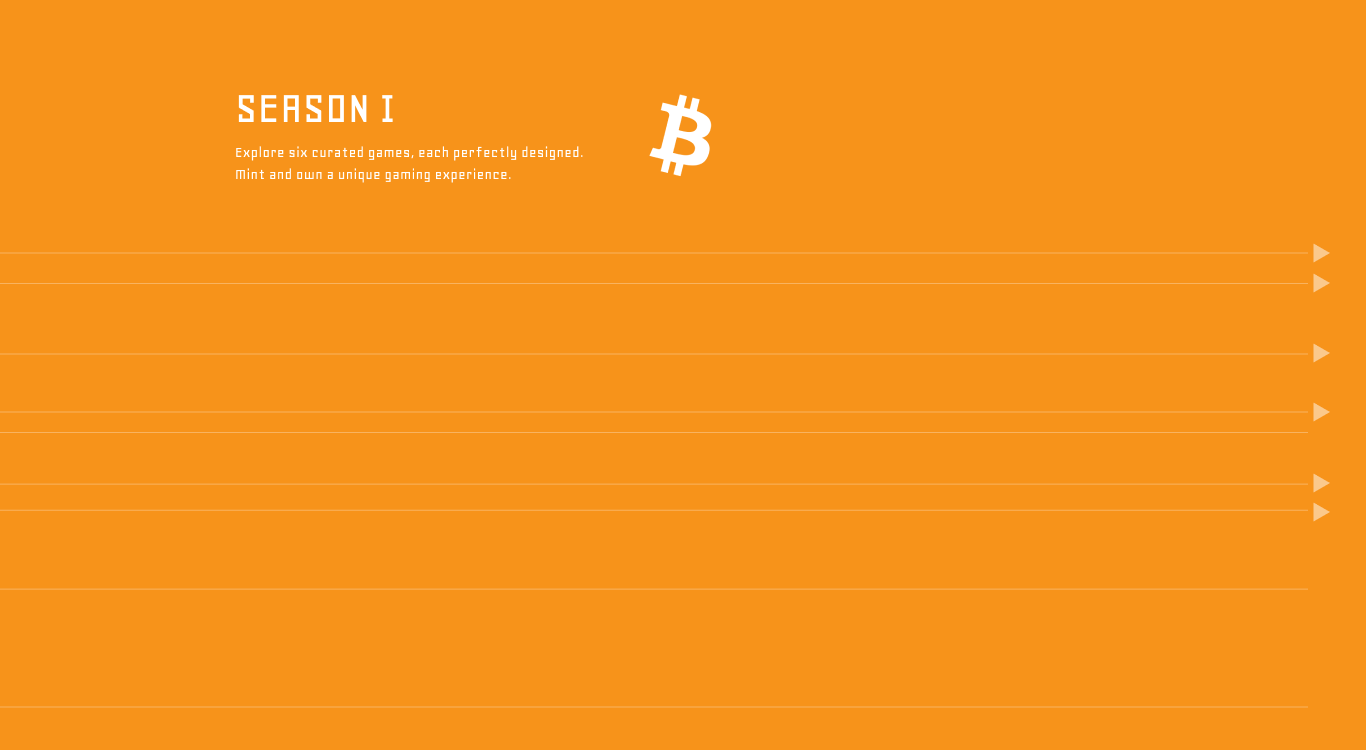 SEASON I
Explore six curated games, each perfectly designed.
Mint and own a unique gaming experience.